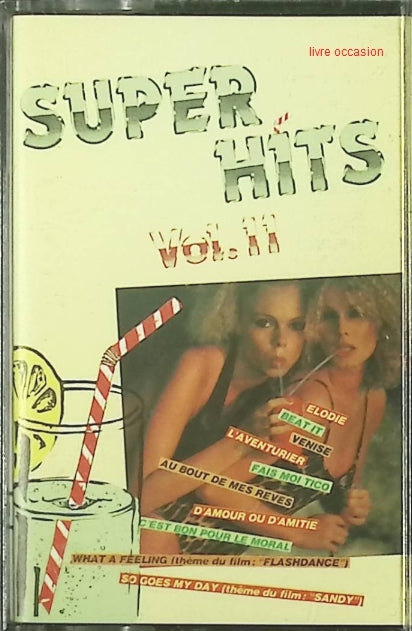 livre occasion
SUPER
HITS
VOL. 11
ELODIE
BEAT IT
VENISE
L'AVENTURIER
FAIS MOI TICO
AU BOUT DE MES REVES
D'AMOUR OU D'AMITIE
C'EST BON POUR LE MORAL
WHAT A FEELING (thème du film: "FLASHDANCE")
SO GOES MY DAY (thème du film: "SANDY")